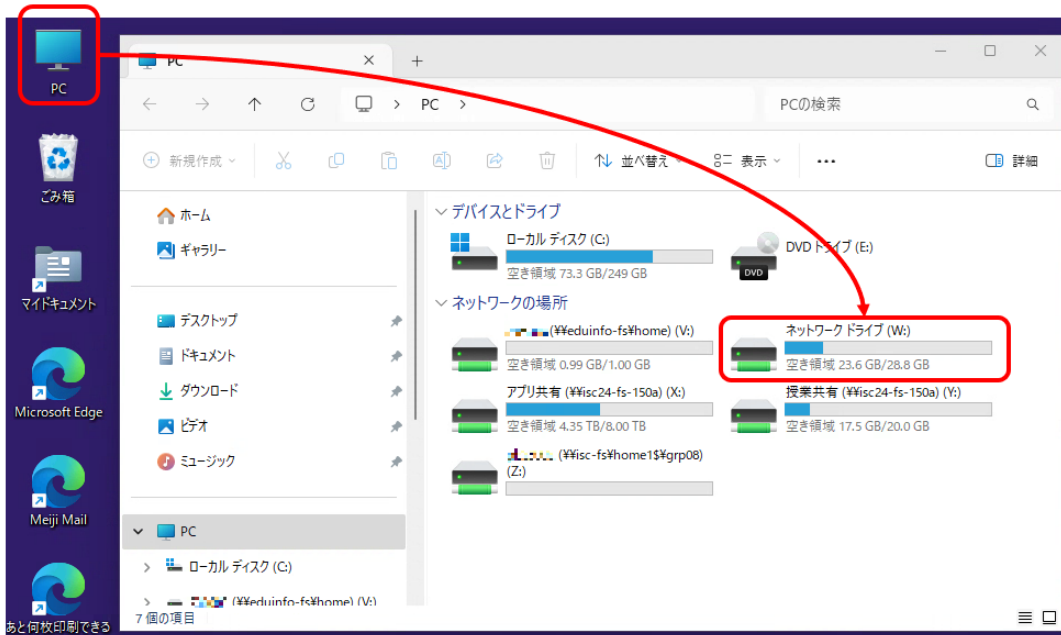 PC
ごみ箱
マイドキュメント
Microsoft Edge
Meiji Mail
あと何枚印刷できる
PC
PC
PCの検索
新規作成
並べ替え
表示
詳細
ホーム
ギャラリー
デスクトップ
ドキュメント
ダウンロード
ビデオ
ミュージック
PC
ローカル ディスク (C:)
(¥¥eduinfo-fs¥home) (V:)
7 個の項目
デバイスとドライブ
ローカル ディスク (C:)
空き領域 73.3 GB/249 GB
DVD
DVD ドライブ (E:)
ネットワークの場所
(¥¥eduinfo-fs¥home) (V:)
空き領域 0.99 GB/1.00 GB
ネットワーク ドライブ (W:)
空き領域 23.6 GB/28.8 GB
アプリ共有 (¥¥isc24-fs-150a) (X:)
空き領域 4.35 TB/8.00 TB
授業共有 (¥¥isc24-fs-150a) (Y:)
空き領域 17.5 GB/20.0 GB
(¥¥isc-fs¥home1$¥grp08)
(Z:)